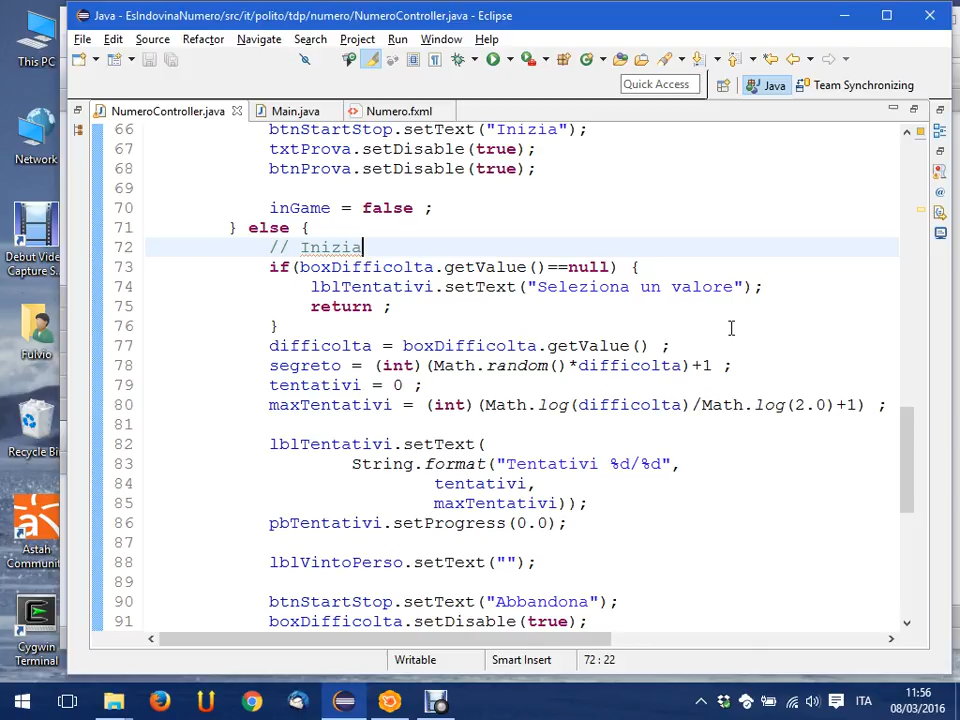 Java - EsIndovinaNumero/src/it/polito/tdp/numero/NumeroController.java - Eclipse
File Edit Source Refactor Navigate Search Project Run Window Help
Quick Access
Java
Team Synchronizing
NumeroController.java
Main.java
Numero.fxml
66 btnStartStop.setText("Inizia");
67 txtProva.setDisable(true);
68 btnProva.setDisable(true);
69
70 inGame = false ;
71 } else {
72 // Inizia
73 if(boxDifficolta.getValue()==null) {
74 lblTentativi.setText("Seleziona un valore");
75 return ;
76 }
77 difficolta = boxDifficolta.getValue() ;
78 segreto = (int)(Math.random()*difficolta)+1 ;
79 tentativi = 0 ;
80 maxTentativi = (int)(Math.log(difficolta)/Math.log(2.0)+1) ;
81
82 lblTentativi.setText(
83 String.format("Tentativi %d/%d",
84 tentativi,
85 maxTentativi));
86 pbTentativi.setProgress(0.0);
87
88 lblVintoPerso.setText("");
89
90 btnStartStop.setText("Abbandona");
91 boxDifficolta.setDisable(true);
Writable
Smart Insert
72 : 22
This PC
Network
Debut Video
Capture S...
Fulvio
Recycle Bi
Astah
Communi
Cygwin
Terminal
ITA
11:56
08/03/2016